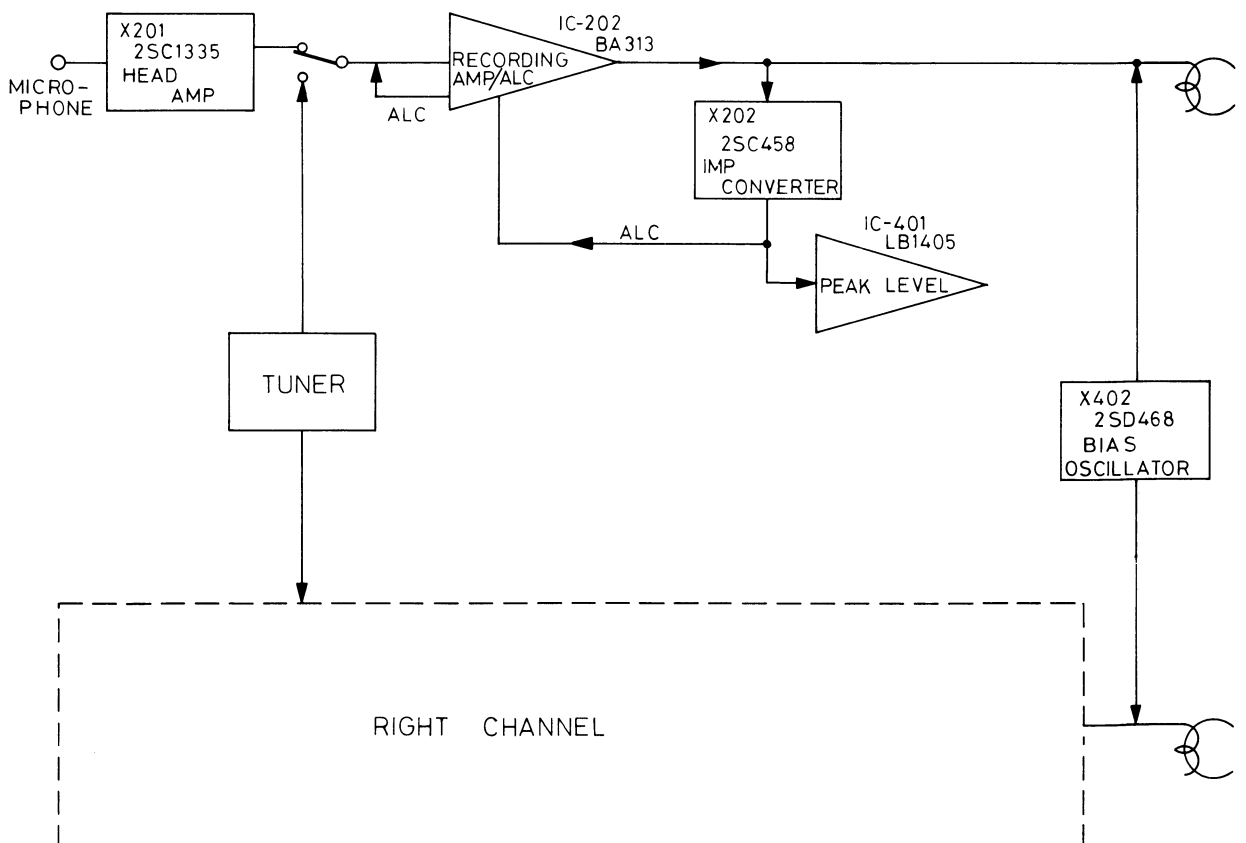 MICRO-
PHONE
X201
2SC1335
HEAD
AMP
ALC
RECORDING
AMP/ALC
IC-202
BA313
X202
2SC458
IMP
CONVERTER
ALC
IC-401
LB1405
PEAK LEVEL
TUNER
X402
2SD468
BIAS
OSCILLATOR
RIGHT CHANNEL